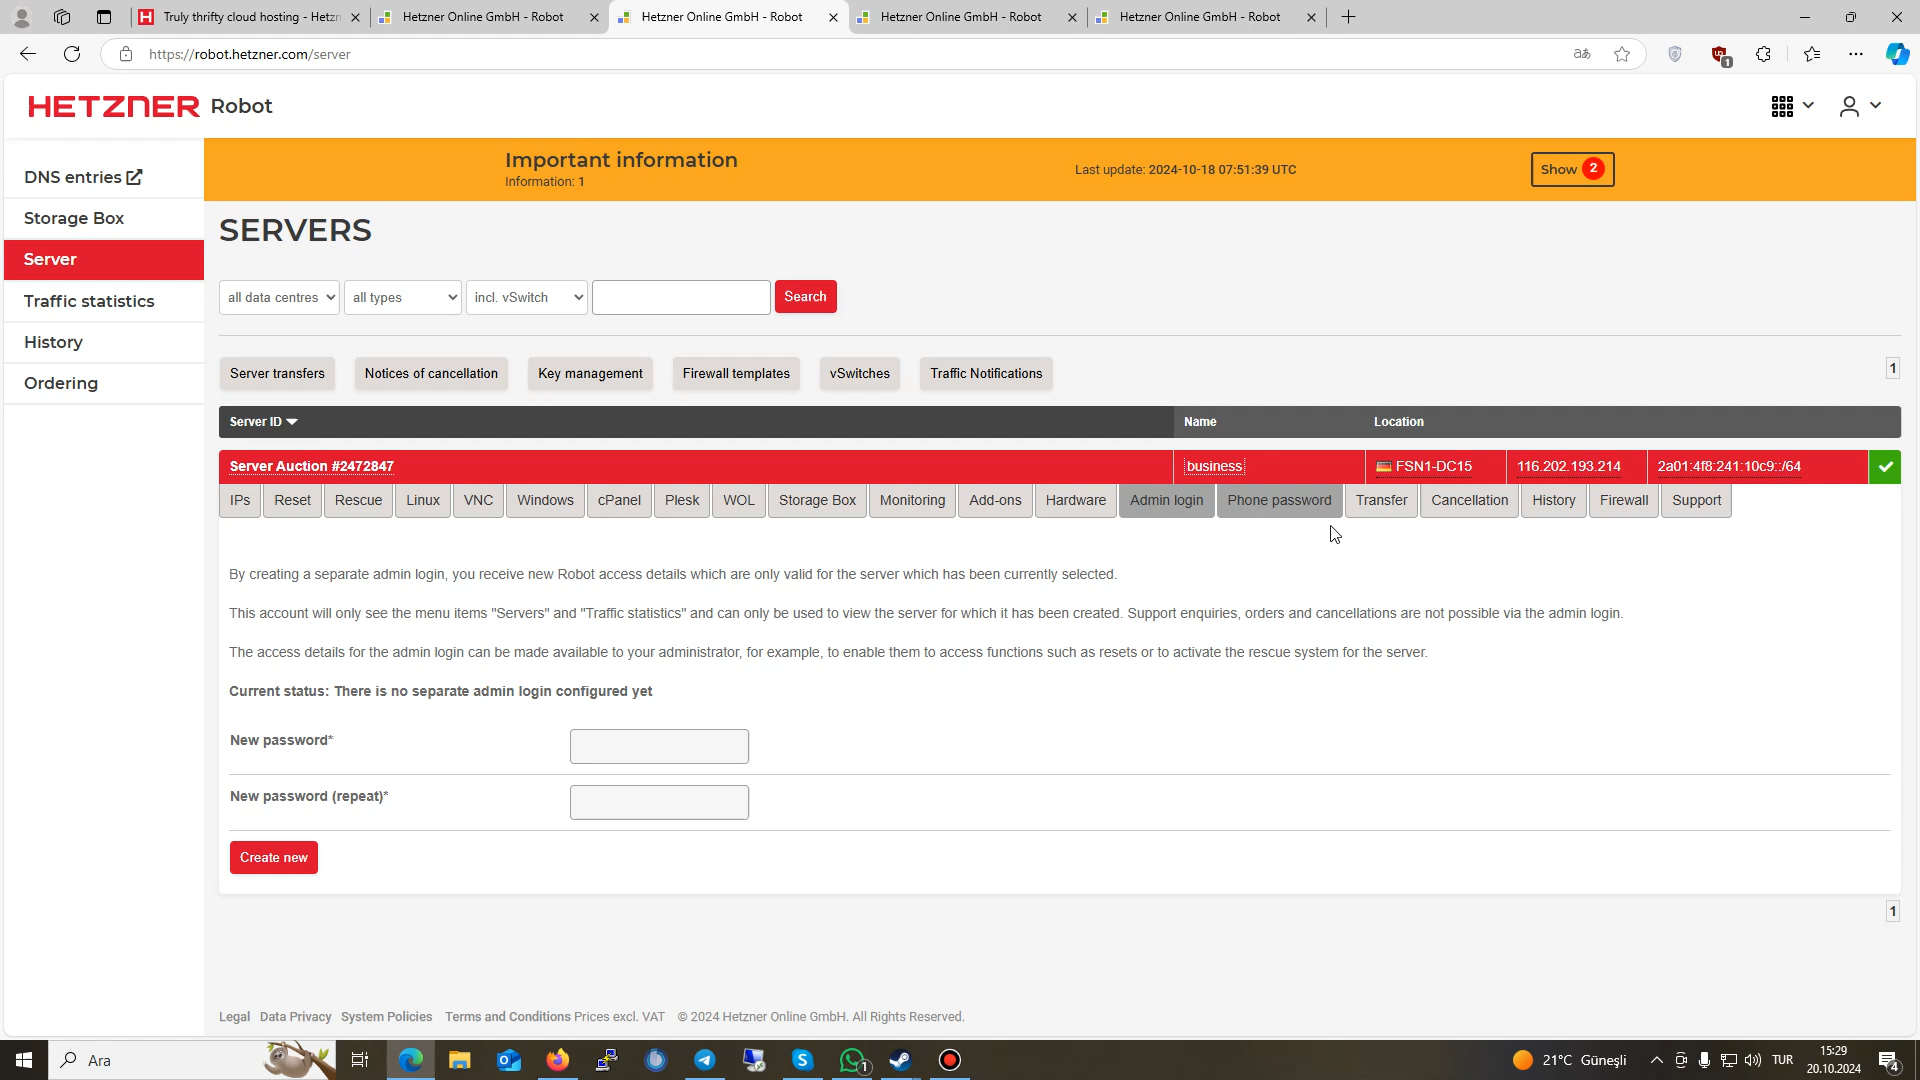 Truly thrifty cloud hosting - Hetzn
Hetzner Online GmbH - Robot
Hetzner Online GmbH - Robot
Hetzner Online GmbH - Robot
Hetzner Online GmbH - Robot
https://robot.hetzner.com/server
aあ
1
HETZNER Robot
Important information
Information: 1
Last update: 2024-10-18 07:51:39 UTC
Show 2
DNS entries
Storage Box
Server
Traffic statistics
History
Ordering
SERVERS
all data centres
all types
incl. vSwitch
Search
Server transfers
Notices of cancellation
Key management
Firewall templates
vSwitches
Traffic Notifications
1
Server ID
Name
Location
Server Auction #2472847
business
FSN1-DC15
116.202.193.214
2a01:4f8:241:10c9::/64
IPs
Reset
Rescue
Linux
VNC
Windows
cPanel
Plesk
WOL
Storage Box
Monitoring
Add-ons
Hardware
Admin login
Phone password
Transfer
Cancellation
History
Firewall
Support
By creating a separate admin login, you receive new Robot access details which are only valid for the server which has been currently selected.
This account will only see the menu items "Servers" and "Traffic statistics" and can only be used to view the server for which it has been created. Support enquiries, orders and cancellations are not possible via the admin login.
The access details for the admin login can be made available to your administrator, for example, to enable them to access functions such as resets or to activate the rescue system for the server.
Current status: There is no separate admin login configured yet
New password*
New password (repeat)*
Create new
1
Legal Data Privacy System Policies Terms and Conditions Prices excl. VAT © 2024 Hetzner Online GmbH. All Rights Reserved.
Ara
1
21°C Güneşli
TUR
15:29
20.10.2024
4